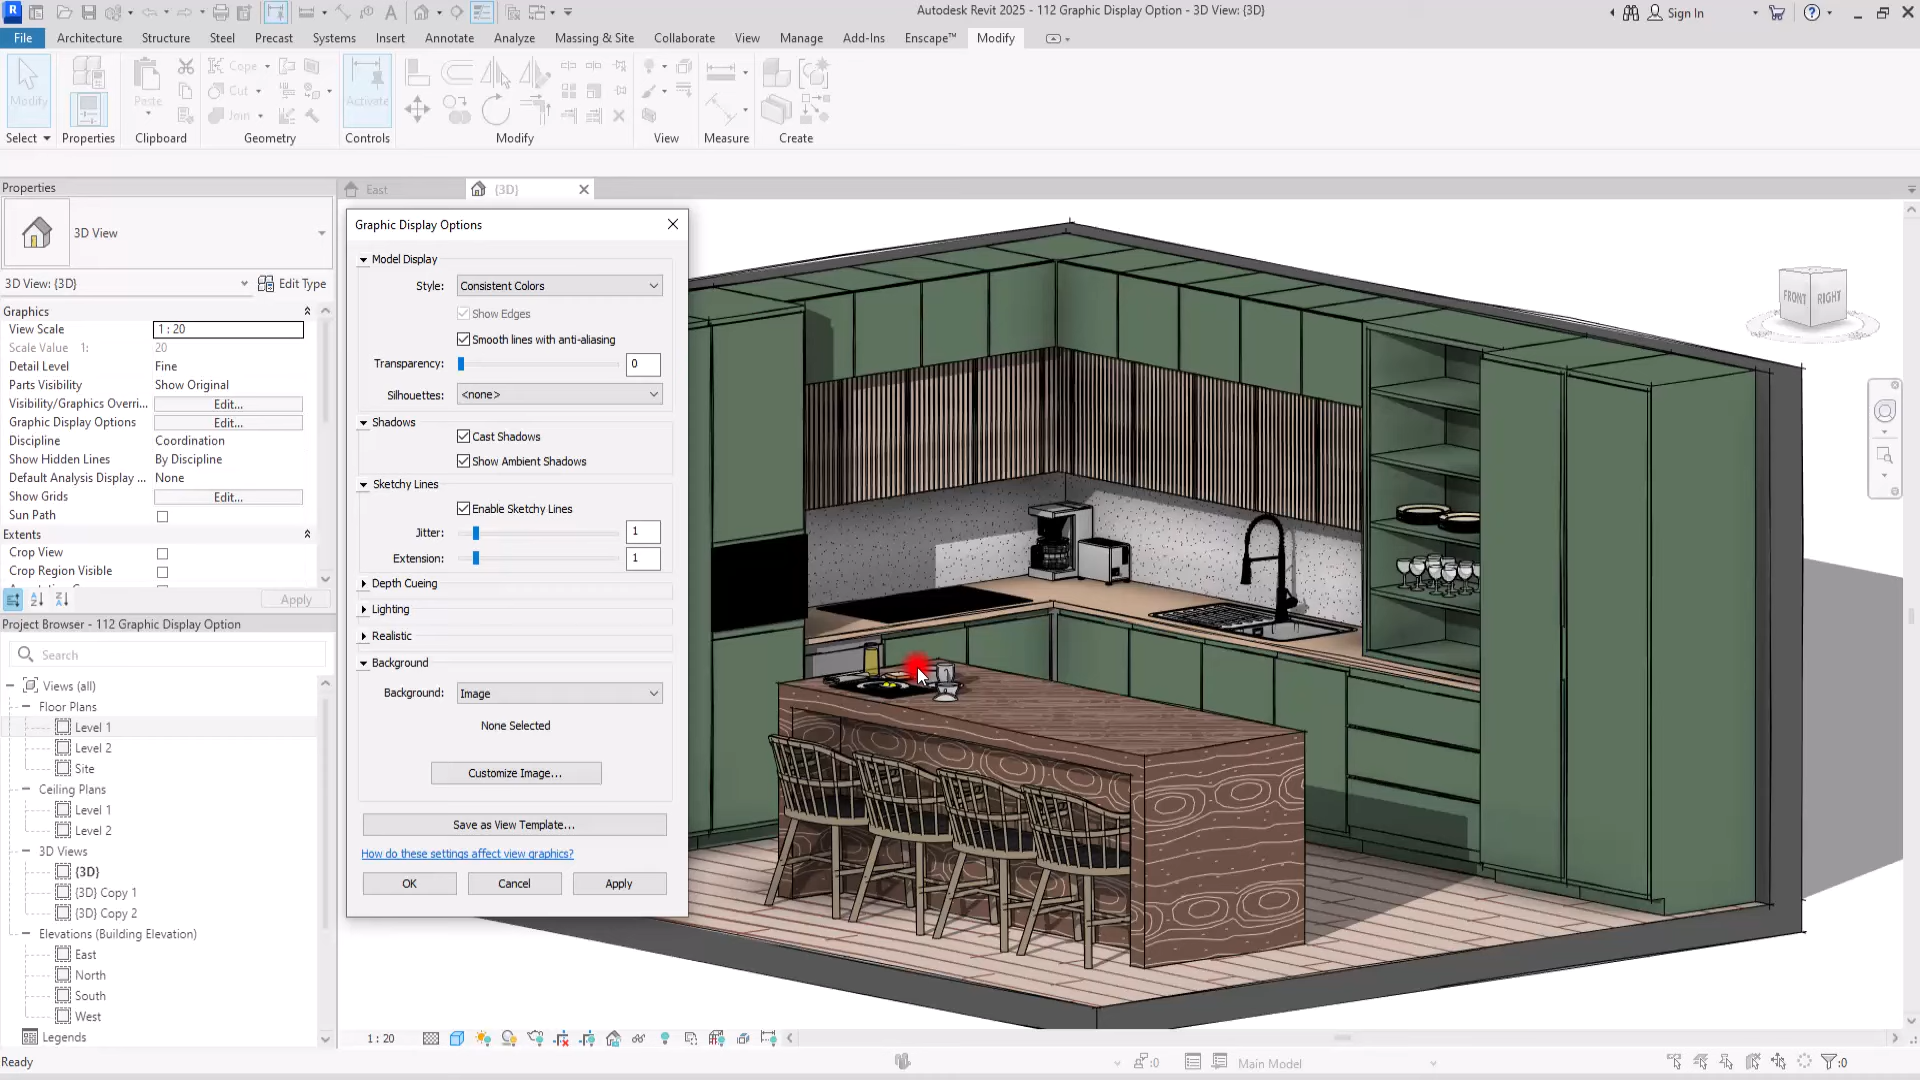 Autodesk Revit 2025 - 112 Graphic Display Option - 3D View: {3D}
Sign In
File
Architecture
Structure
Steel
Precast
Systems
Insert
Annotate
Analyze
Massing & Site
Collaborate
View
Manage
Add-Ins
Enscape™
Modify
Modify
Paste
Cope
Cut
Join
Activate
Select
Properties
Clipboard
Geometry
Controls
Modify
View
Measure
Create
Properties
East
{3D}
3D View
3D View: {3D}
Edit Type
Graphics
View Scale
1 : 20
Scale Value 1:
20
Detail Level
Fine
Parts Visibility
Show Original
Visibility/Graphics Overri...
Edit...
Graphic Display Options
Edit...
Discipline
Coordination
Show Hidden Lines
By Discipline
Default Analysis Display ...
None
Show Grids
Edit...
Sun Path
Extents
Crop View
Crop Region Visible
Apply
Project Browser - 112 Graphic Display Option
Search
Views (all)
Floor Plans
Level 1
Level 2
Site
Ceiling Plans
Level 1
Level 2
3D Views
{3D}
{3D} Copy 1
{3D} Copy 2
Elevations (Building Elevation)
East
North
South
West
Legends
Ready
Graphic Display Options
Model Display
Style:
Consistent Colors
Show Edges
Smooth lines with anti-aliasing
Transparency:
0
Silhouettes:
<none>
Shadows
Cast Shadows
Show Ambient Shadows
Sketchy Lines
Enable Sketchy Lines
Jitter:
1
Extension:
1
Depth Cueing
Lighting
Realistic
Background
Background:
Image
None Selected
Customize Image...
Save as View Template...
How do these settings affect view graphics?
OK
Cancel
Apply
FRONT
RIGHT
1 : 20
:0
Main Model
:0